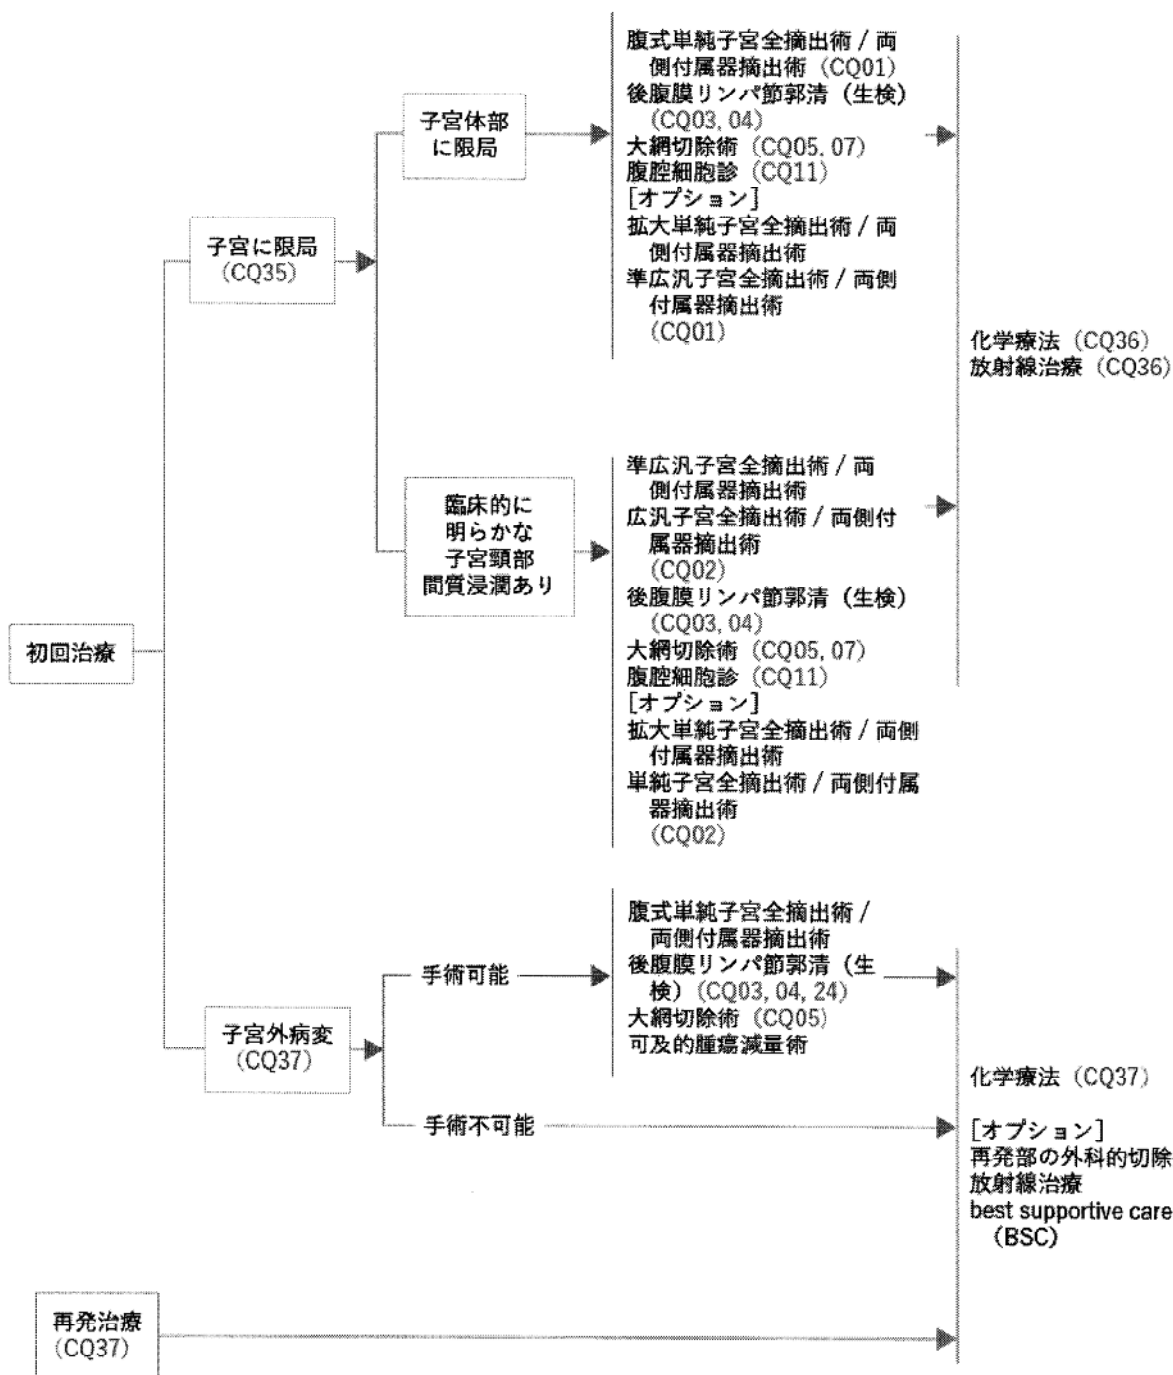 初回治療
子宮に限局
(CQ35)
子宮体部
に限局
腹式単純子宮全摘出術 / 両
側付属器摘出術 (CQ01)
後腹膜リンパ節郭清（生検）
(CQ03, 04)
大網切除術 (CQ05, 07)
腹腔細胞診 (CQ11)
[オプション]
拡大単純子宮全摘出術 / 両
側付属器摘出術
準広汎子宮全摘出術 / 両側
付属器摘出術
(CQ01)
臨床的に
明らかな
子宮頸部
間質浸潤あり
準広汎子宮全摘出術 / 両
側付属器摘出術
広汎子宮全摘出術 / 両側付
属器摘出術
(CQ02)
後腹膜リンパ節郭清（生検）
(CQ03, 04)
大網切除術 (CQ05, 07)
腹腔細胞診 (CQ11)
[オプション]
拡大単純子宮全摘出術 / 両側
付属器摘出術
単純子宮全摘出術 / 両側付属
器摘出術
(CQ02)
化学療法 (CQ36)
放射線治療 (CQ36)
子宮外病変
(CQ37)
手術可能
腹式単純子宮全摘出術 /
両側付属器摘出術
後腹膜リンパ節郭清（生
検）(CQ03, 04, 24)
大網切除術 (CQ05)
可及的腫瘍減量術
手術不可能
化学療法 (CQ37)
[オプション]
再発部の外科的切除
放射線治療
best supportive care
(BSC)
再発治療
(CQ37)